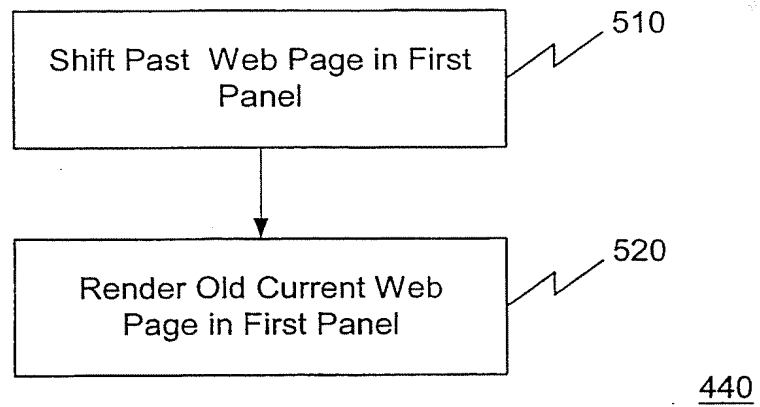 510
Shift Past Web Page in First
Panel
520
Render Old Current Web
Page in First Panel
440